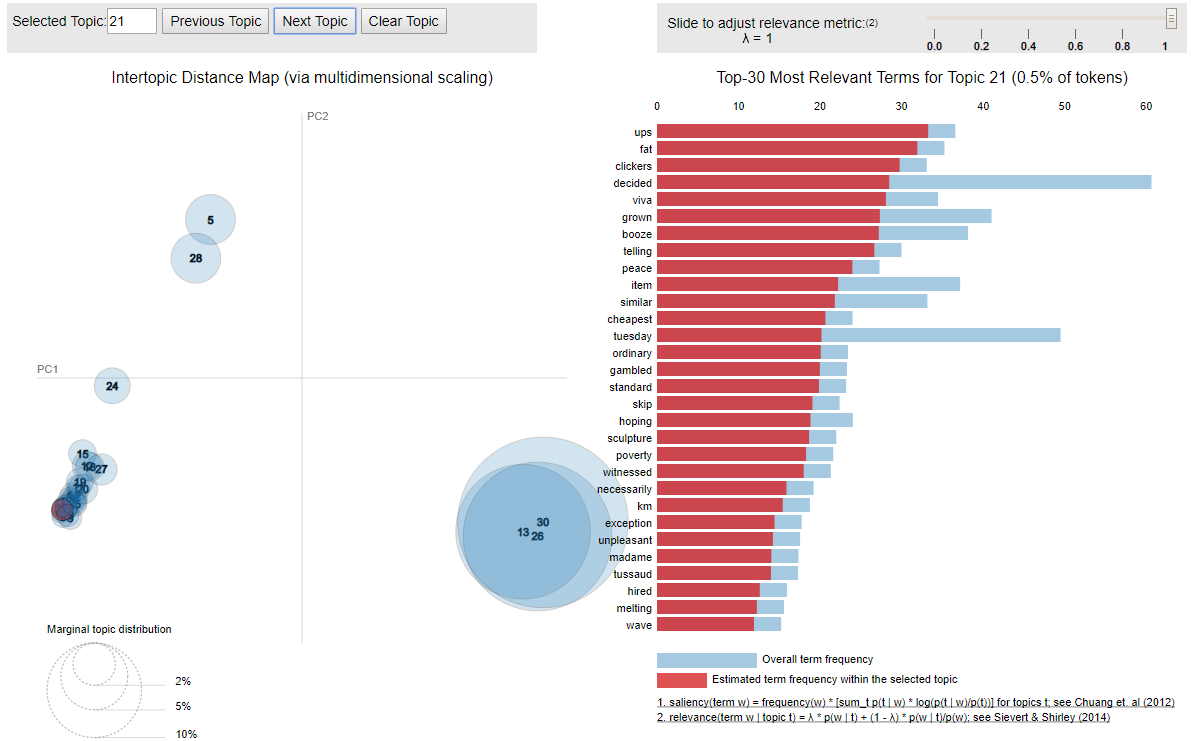 Selected Topic: 21 Previous Topic Next Topic Clear Topic
Slide to adjust relevance metric:(2)
λ = 1
0.0 0.2 0.4 0.6 0.8 1
Intertopic Distance Map (via multidimensional scaling)
PC2
PC1
5
28
24
15
27
20
30
13 26
Marginal topic distribution
2%
5%
10%
Top-30 Most Relevant Terms for Topic 21 (0.5% of tokens)
0 10 20 30 40 50 60
ups
fat
clickers
decided
viva
grown
booze
telling
peace
item
similar
cheapest
tuesday
ordinary
gambled
standard
skip
hoping
sculpture
poverty
witnessed
necessarily
km
exception
unpleasant
madame
tussaud
hired
melting
wave
Overall term frequency
Estimated term frequency within the selected topic
1. saliency(term w) = frequency(w) * [sum_t p(t | w) * log(p(t | w)/p(t))] for topics t; see Chuang et. al (2012)
2. relevance(term w | topic t) = λ * p(w | t) + (1 - λ) * p(w | t)/p(w); see Sievert & Shirley (2014)